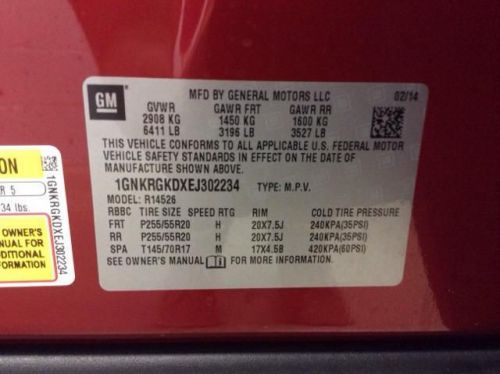 GM
MFD BY GENERAL MOTORS LLC 02/14
GVWR GAWR FRT GAWR RR
2908 KG 1450 KG 1600 KG
6411 LB 3196 LB 3527 LB
THIS VEHICLE CONFORMS TO ALL APPLICABLE U.S. FEDERAL MOTOR
VEHICLE SAFETY STANDARDS IN EFFECT ON THE DATE OF
MANUFACTURE SHOWN ABOVE.
1GNKRGKDXEJ302234 TYPE: M.P.V.
MODEL: R14526
RBBC TIRE SIZE SPEED RTG RIM COLD TIRE PRESSURE
FRT P255/55R20 H 20X7.5J 240KPA(35PSI)
RR P255/55R20 H 20X7.5J 240KPA(35PSI)
SPA T145/70R17 M 17X4.5B 420KPA(60PSI)
SEE OWNER'S MANUAL FOR MORE INFORMATION
ON
R 5
34 lbs.
OWNER'S
NUAL FOR
DITIONAL
FORMATION
1GNKRGKDXEJ302234